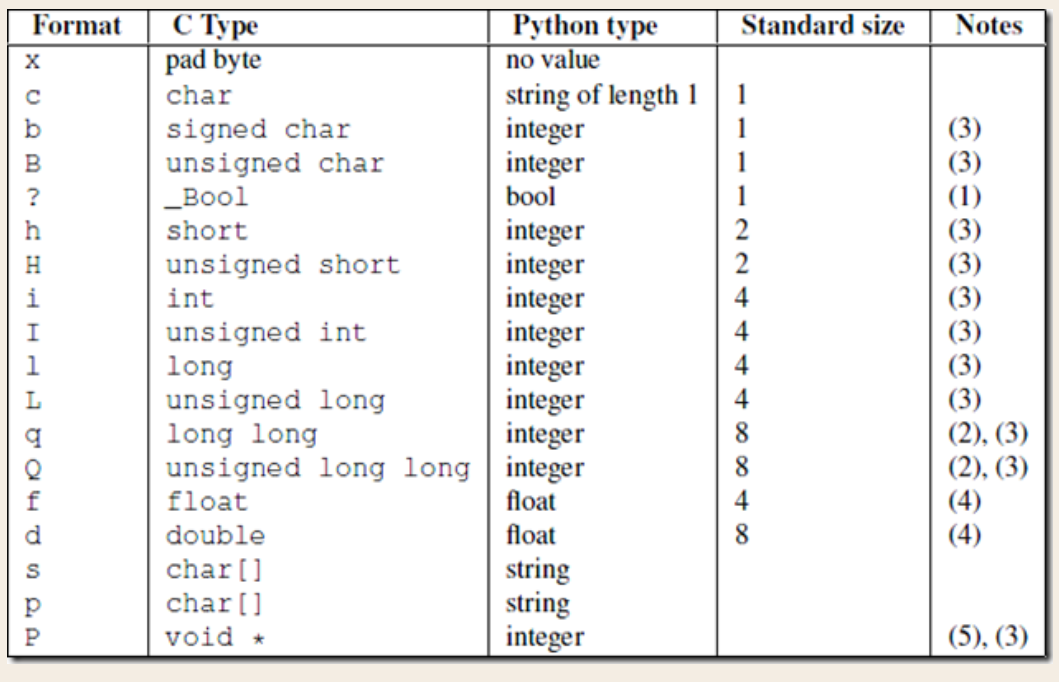 Format C Type Python type Standard size Notes
x pad byte no value
c char string of length 1 1
b signed char integer 1 (3)
B unsigned char integer 1 (3)
? _Bool bool 1 (1)
h short integer 2 (3)
H unsigned short integer 2 (3)
i int integer 4 (3)
I unsigned int integer 4 (3)
l long integer 4 (3)
L unsigned long integer 4 (3)
q long long integer 8 (2), (3)
Q unsigned long long integer 8 (2), (3)
f float float 4 (4)
d double float 8 (4)
s char[] string
p char[] string
P void * integer (5), (3)